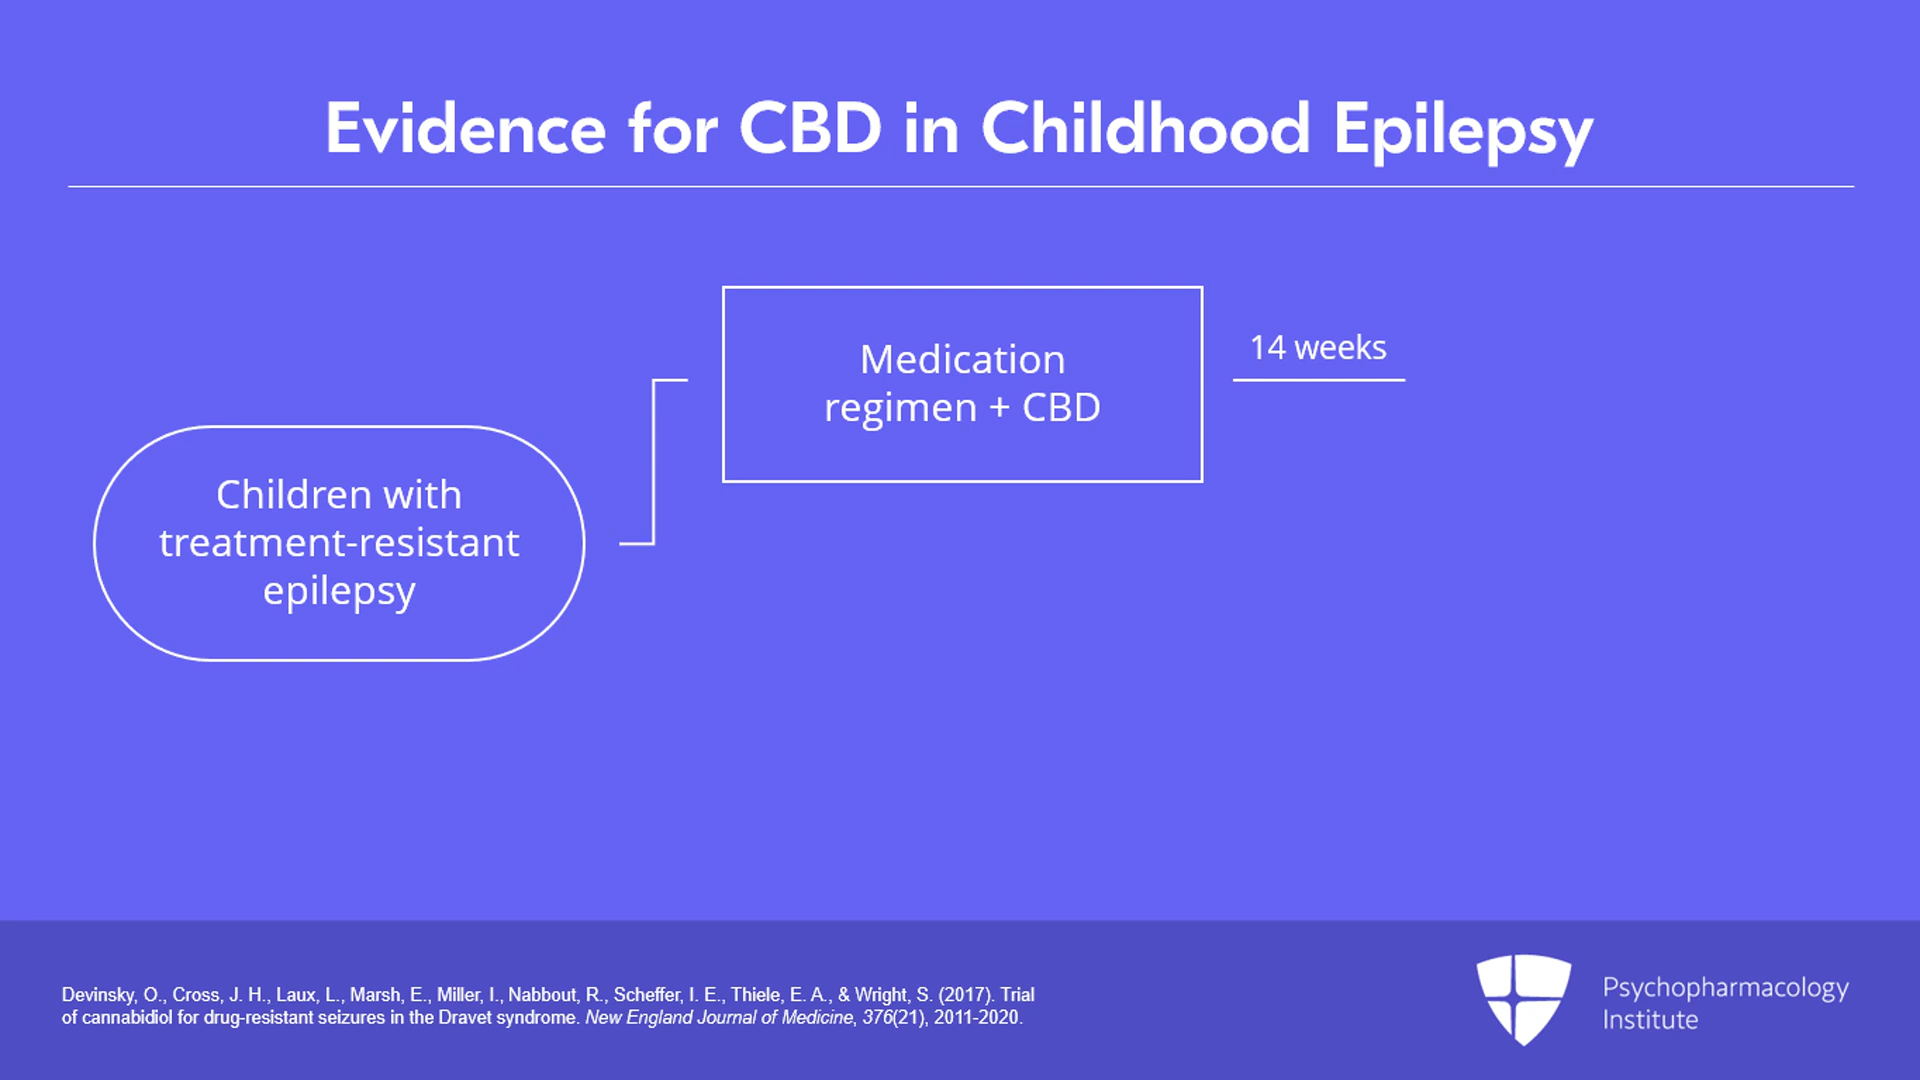 Evidence for CBD in Childhood Epilepsy
Medication
regimen + CBD
14 weeks
Children with
treatment-resistant
epilepsy
Devinsky, O., Cross, J. H., Laux, L., Marsh, E., Miller, I., Nabbout, R., Scheffer, I. E., Thiele, E. A., & Wright, S. (2017). Trial
of cannabidiol for drug-resistant seizures in the Dravet syndrome. New England Journal of Medicine, 376(21), 2011-2020.
Psychopharmacology
Institute